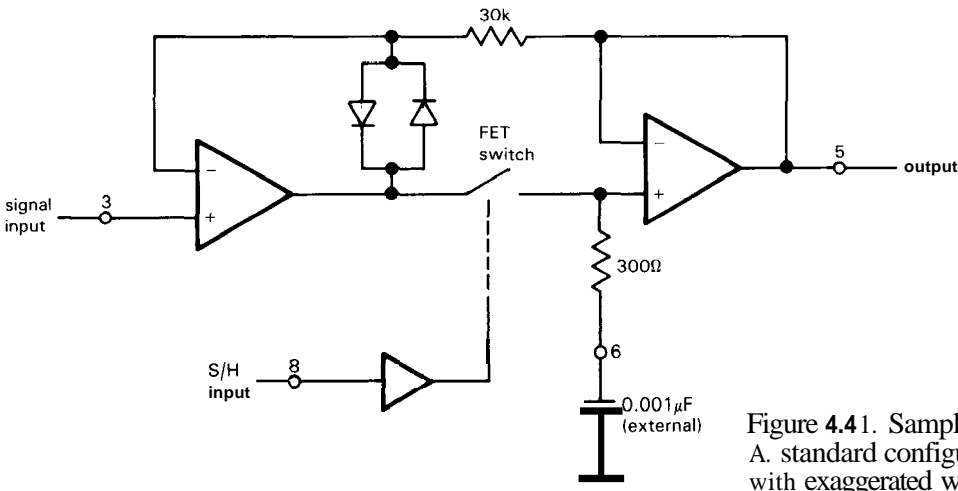 30k
FET
switch
−
+
3
signal
input
−
+
5
output
300Ω
6
S/H
input
8
0.001μF
(external)
Figure 4.41. Sampl
A. standard configu
with exaggerated w